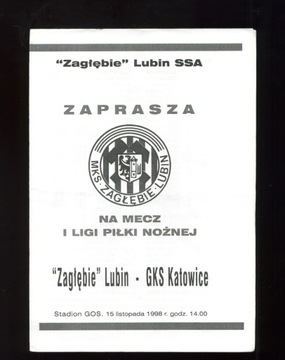 "Zagłębie" Lubin SSA
ZAPRASZA
MKS·ZAGŁĘBIE·LUBIN
NA MECZ
I LIGI PIŁKI NOŻNEJ
"Zagłębie" Lubin - GKS Katowice
Stadion GOS. 15 listopada 1998 r. godz. 14.00